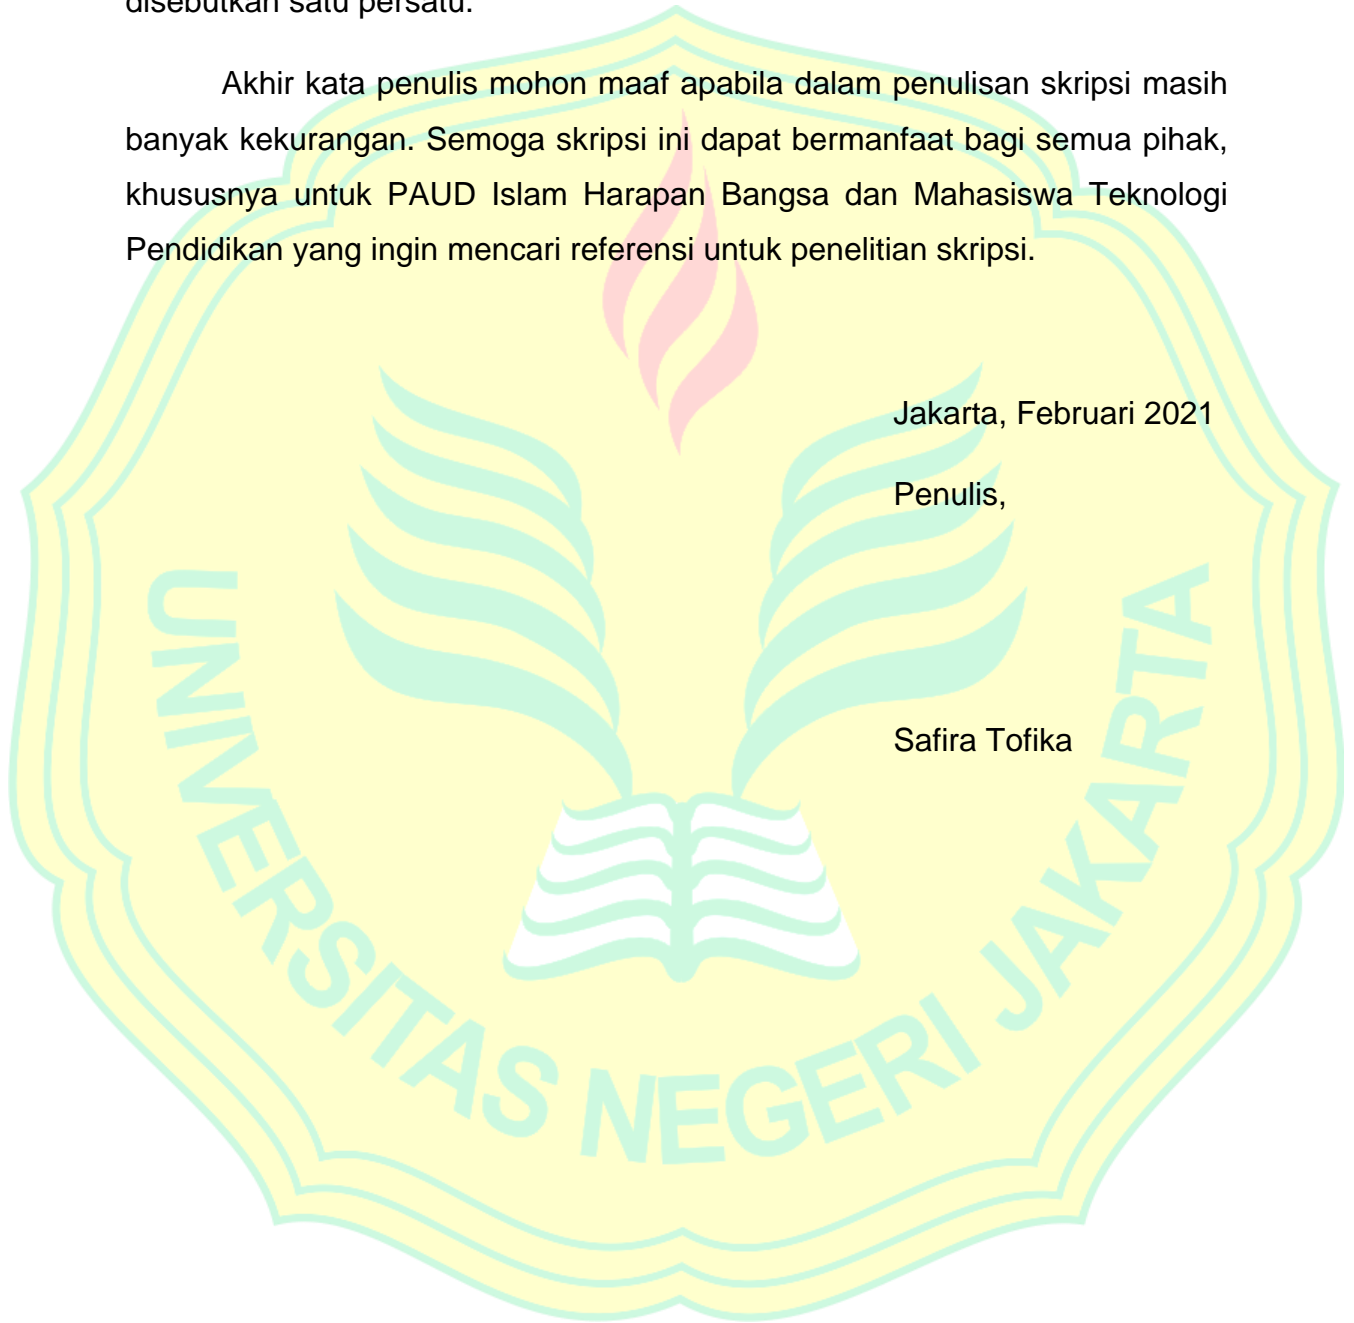 disebutkan satu persatu.
Akhir kata penulis mohon maaf apabila dalam penulisan skripsi masih
banyak kekurangan. Semoga skripsi ini dapat bermanfaat bagi semua pihak,
khususnya untuk PAUD Islam Harapan Bangsa dan Mahasiswa Teknologi
Pendidikan yang ingin mencari referensi untuk penelitian skripsi.
Jakarta, Februari 2021
Penulis,
Safira Tofika
UNIVERSITAS NEGERI JAKARTA